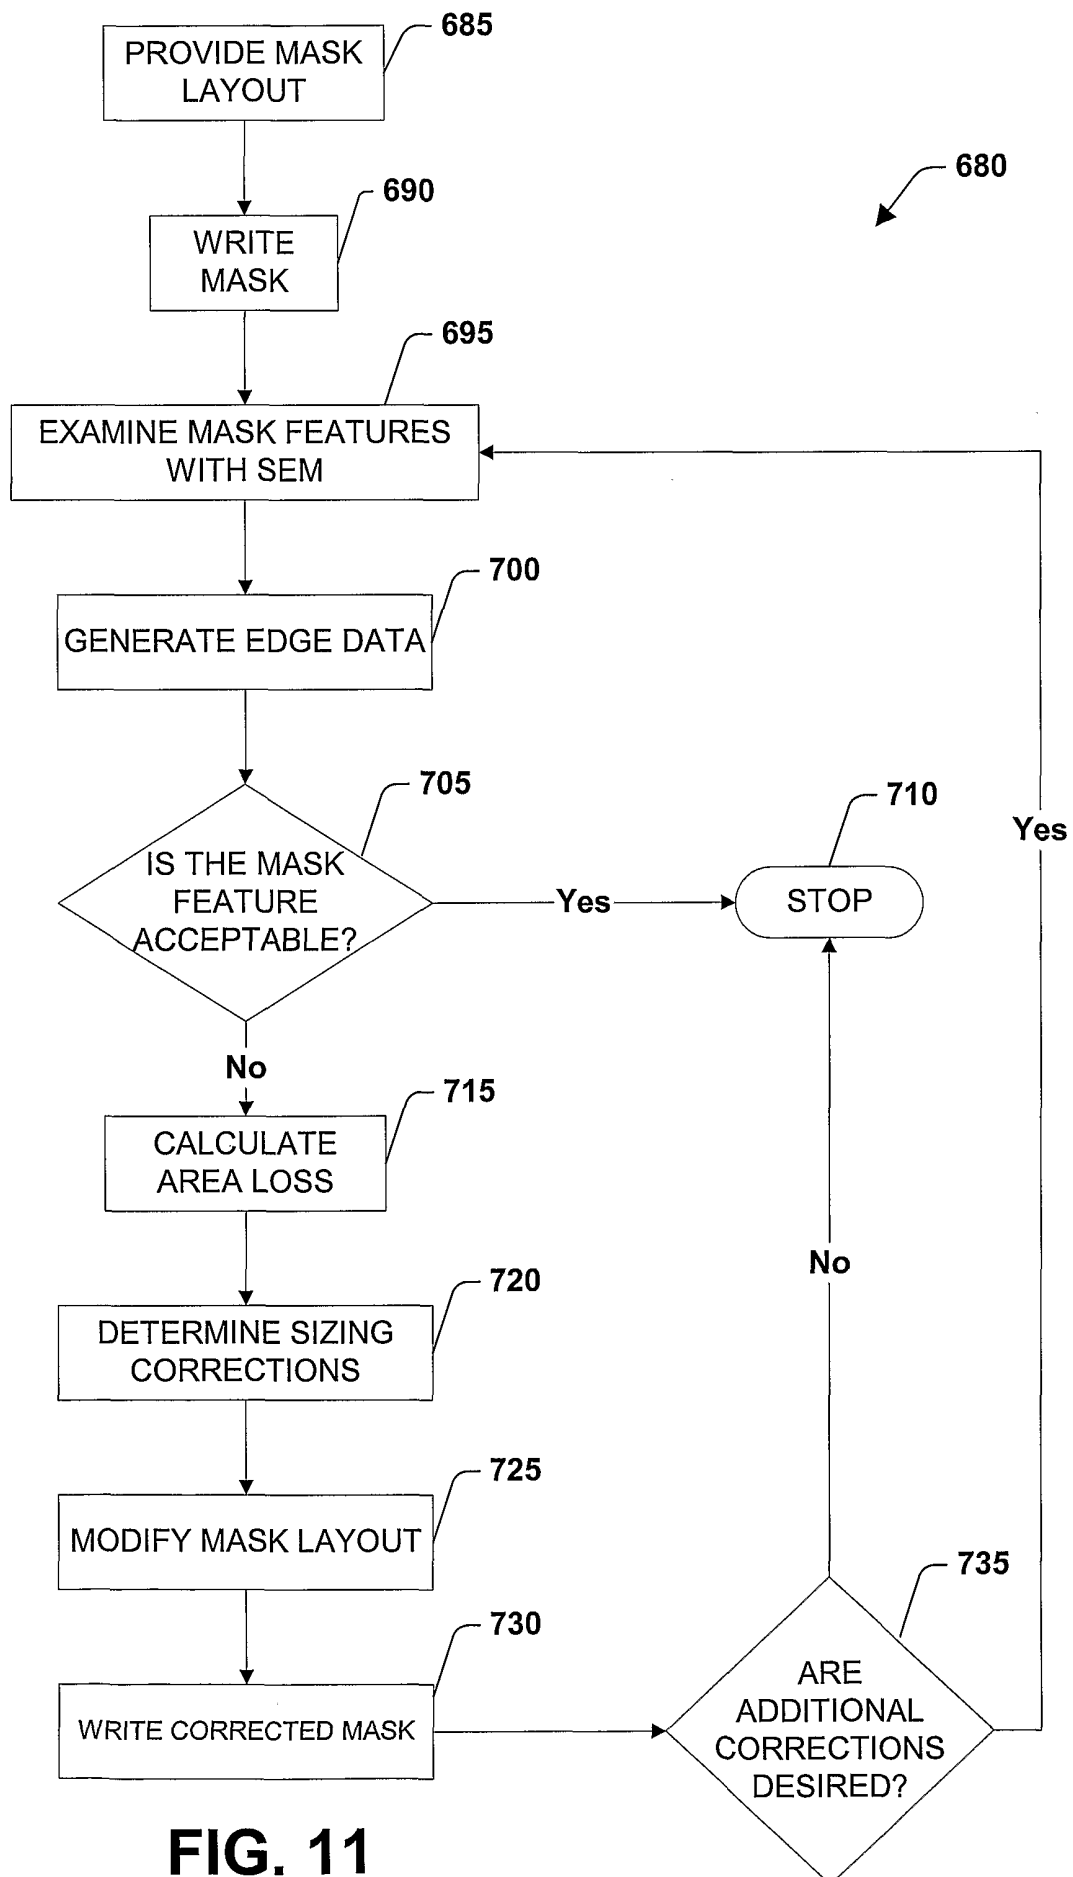 685
PROVIDE MASK
LAYOUT
680
690
WRITE
MASK
695
EXAMINE MASK FEATURES
WITH SEM
700
GENERATE EDGE DATA
705
IS THE MASK
FEATURE
ACCEPTABLE?
Yes
710
STOP
Yes
No
715
CALCULATE
AREA LOSS
No
720
DETERMINE SIZING
CORRECTIONS
725
MODIFY MASK LAYOUT
735
730
WRITE CORRECTED MASK
ARE
ADDITIONAL
CORRECTIONS
DESIRED?
FIG. 11